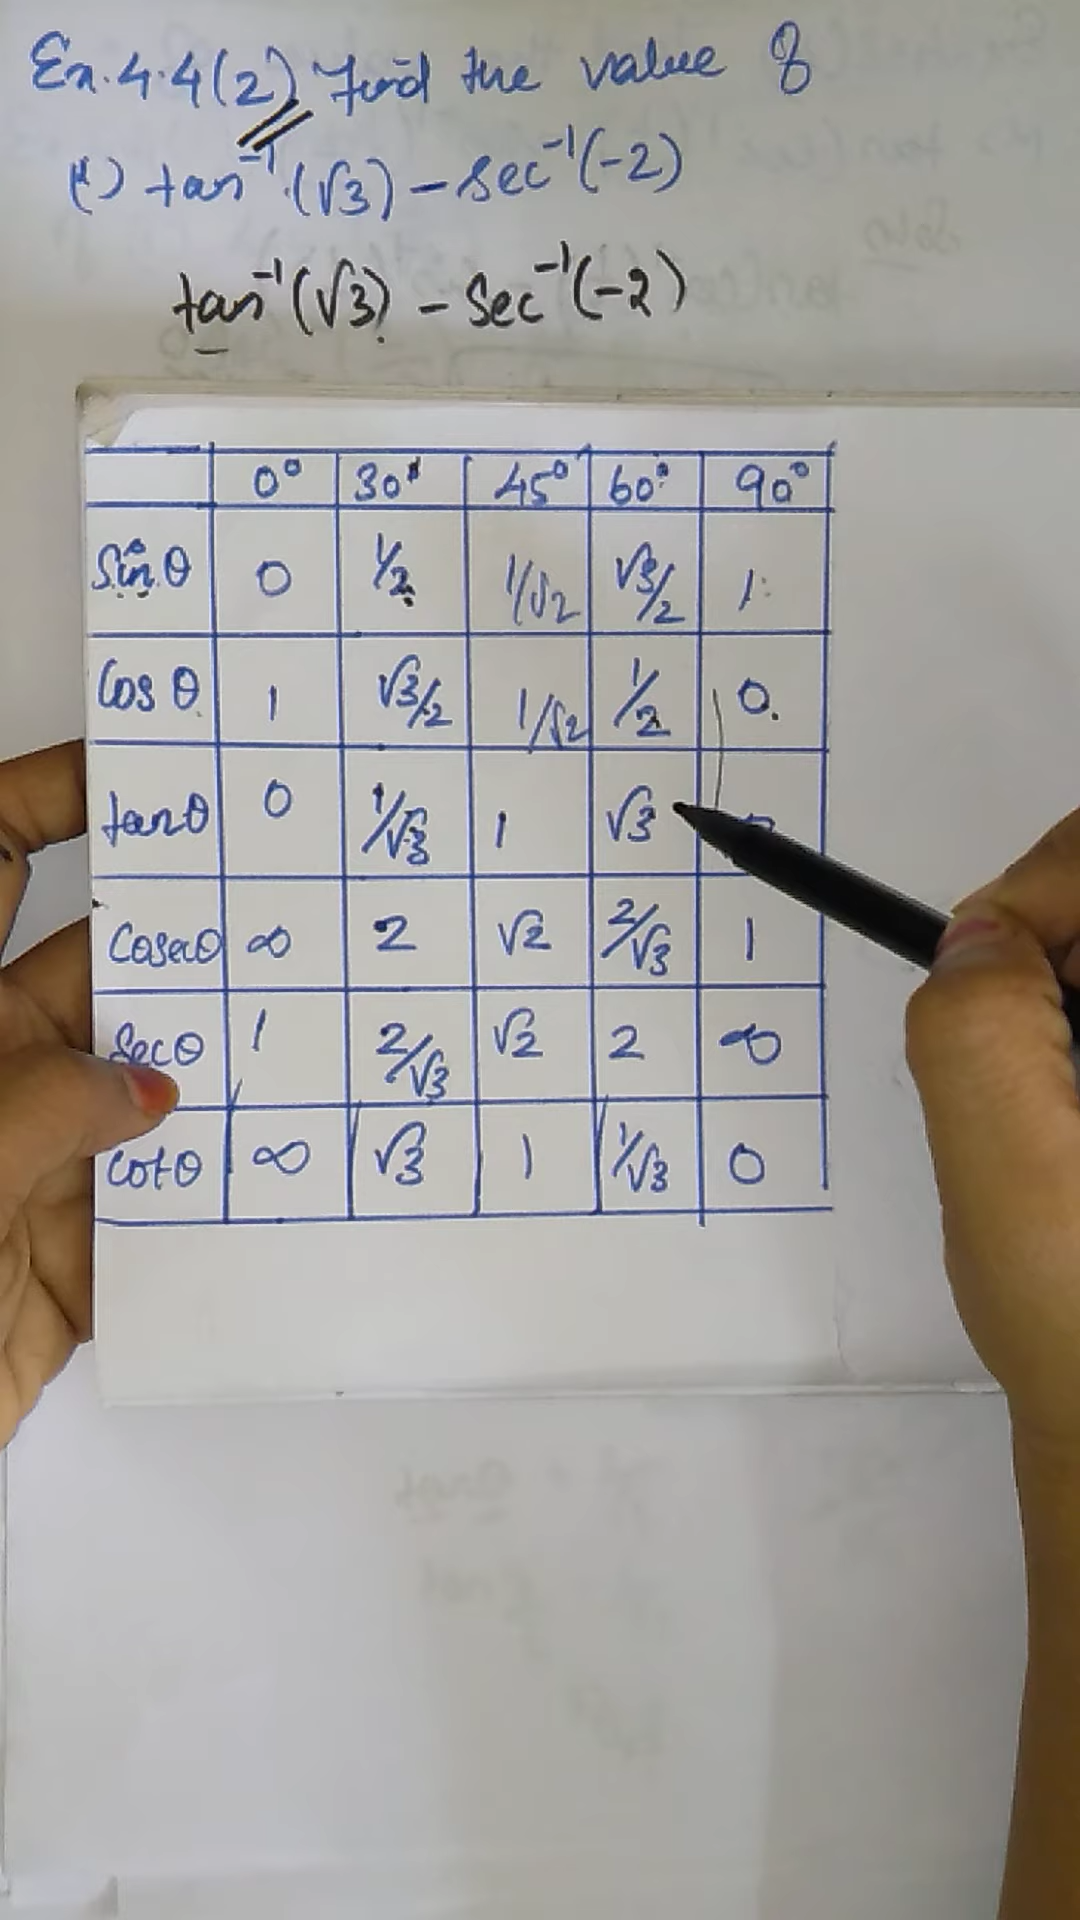 Ex.4.4(2) Find the value of
(i) tan⁻¹(√3) – sec⁻¹(-2)
tan⁻¹(√3) – sec⁻¹(-2)
0° 30° 45° 60° 90°
Sin θ 0 1/2 1/√2 √3/2 1
Cos θ 1 √3/2 1/√2 1/2 0
tan θ 0 1/√3 1 √3
Cosec θ ∞ 2 √2 2/√3 1
Sec θ 1 2/√3 √2 2 ∞
Cot θ ∞ √3 1 1/√3 0